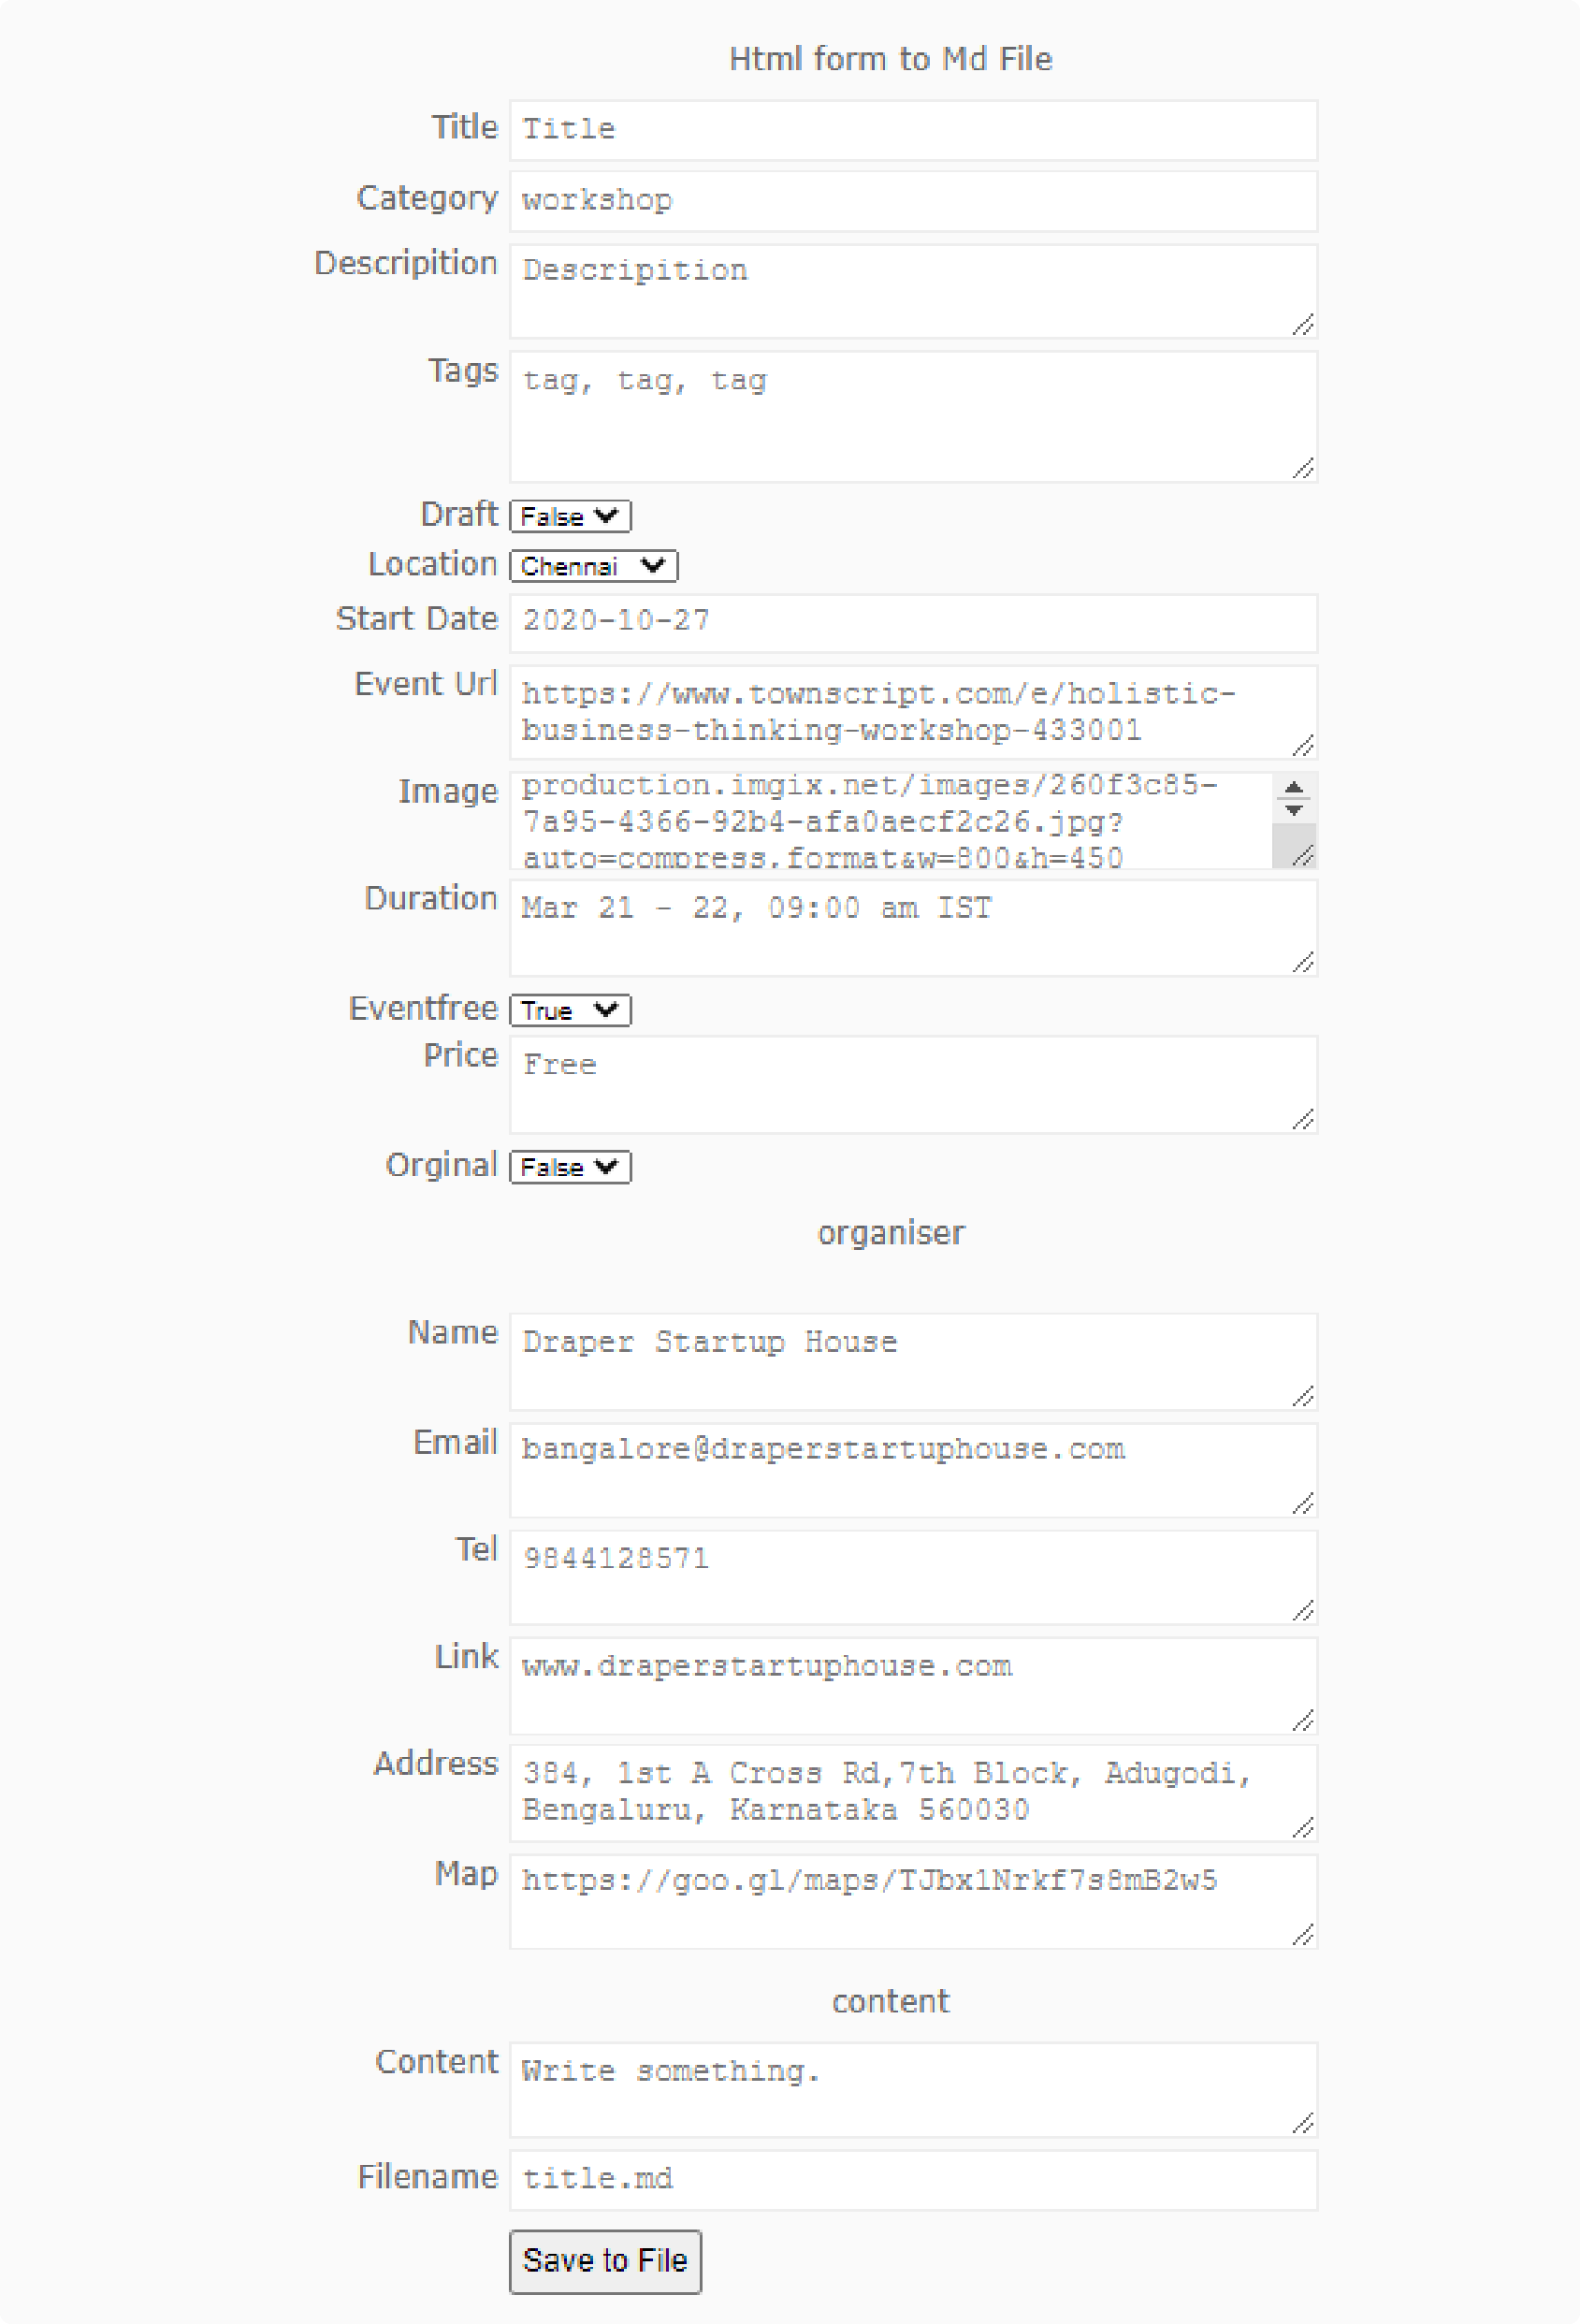 Html form to Md File
Title Title
Category workshop
Descripition Descripition
Tags tag, tag, tag
Draft False
Location Chennai
Start Date 2020-10-27
Event Url https://www.townscript.com/e/holistic-
business-thinking-workshop-433001
Image production.imgix.net/images/260f3c85-
7a95-4366-92b4-afa0aecf2c26.jpg?
auto=compress,format&w=800&h=450
Duration Mar 21 - 22, 09:00 am IST
Eventfree True
Price Free
Orginal False
organiser
Name Draper Startup House
Email bangalore@draperstartuphouse.com
Tel 9844128571
Link www.draperstartuphouse.com
Address 384, 1st A Cross Rd,7th Block, Adugodi,
Bengaluru, Karnataka 560030
Map https://goo.gl/maps/TJbx1Nrkf7s8mB2w5
content
Content Write something.
Filename title.md
Save to File